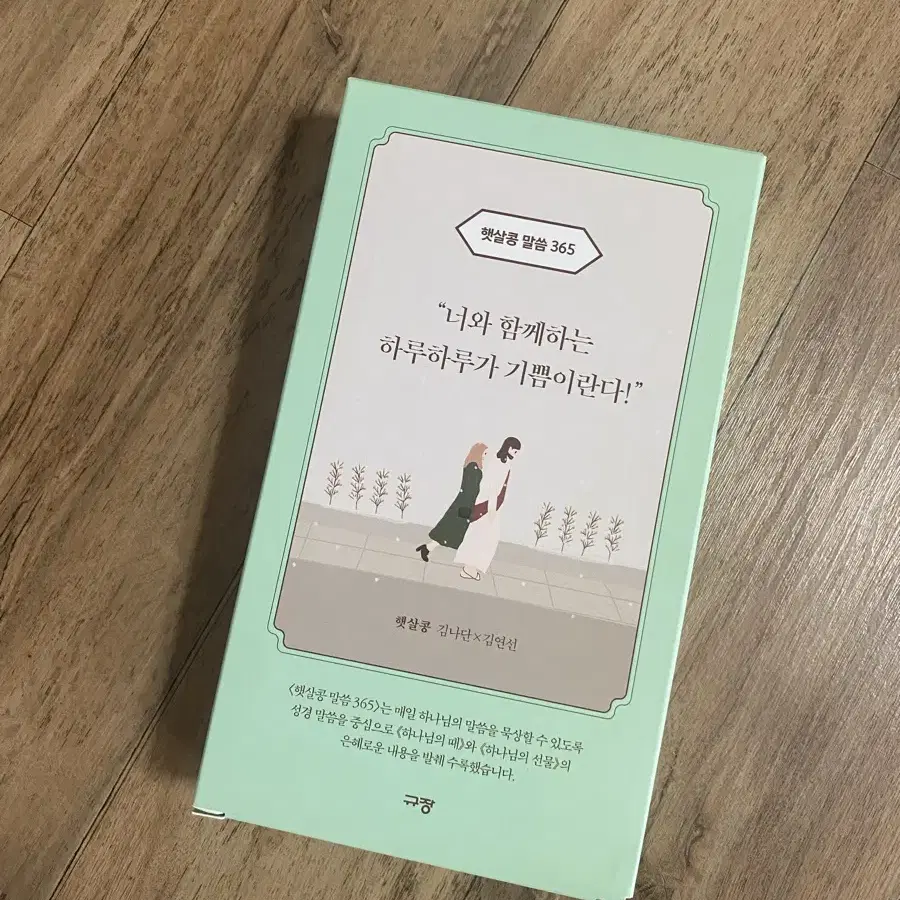 햇살콩 말씀 365
“너와 함께하는
하루하루가 기쁨이란다!”
햇살콩 김나단×김연선
〈햇살콩 말씀 365〉는 매일 하나님의 말씀을 묵상할 수 있도록
성경 말씀을 중심으로 《하나님의 때》와 《하나님의 선물》의
은혜로운 내용을 발췌 수록했습니다.
규장